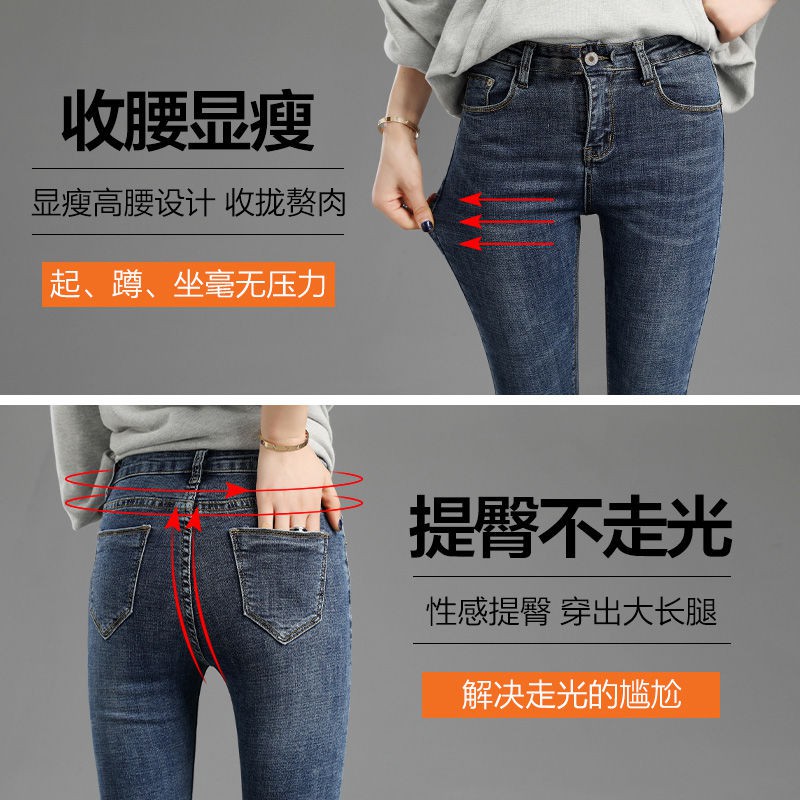 收腰显瘦
显瘦高腰设计 收拢赘肉
起、蹲、坐毫无压力
提臀不走光
性感提臀 穿出大长腿
解决走光的尴尬